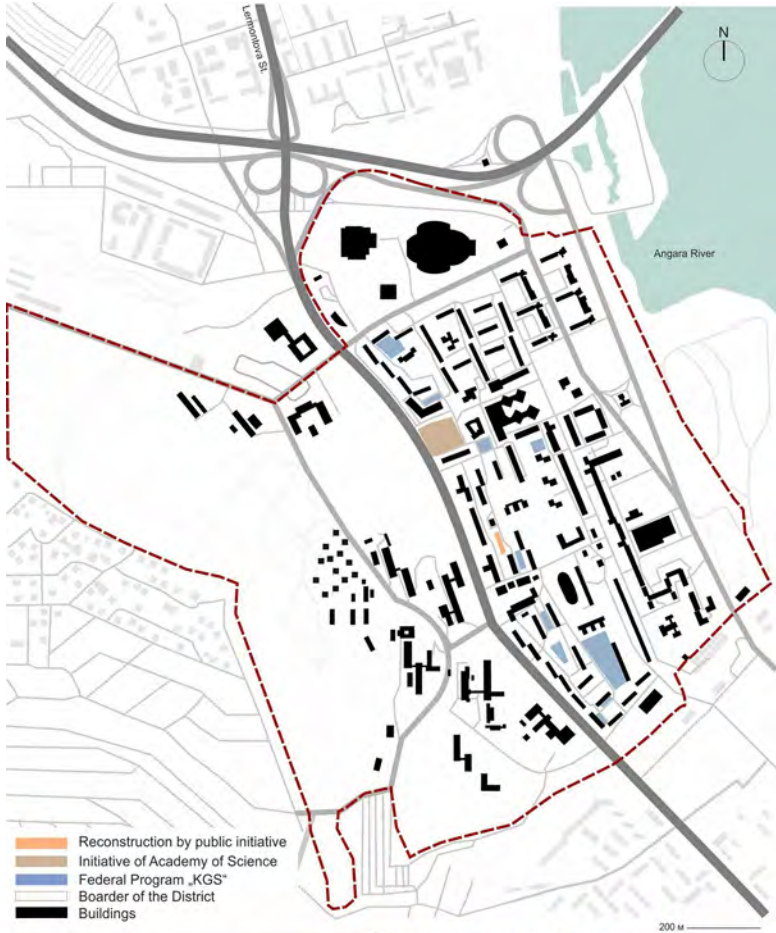 Lermontova St.
N
Angara River
Reconstruction by public initiative
Initiative of Academy of Science
Federal Program „KGS“
Boarder of the District
Buildings
200 м